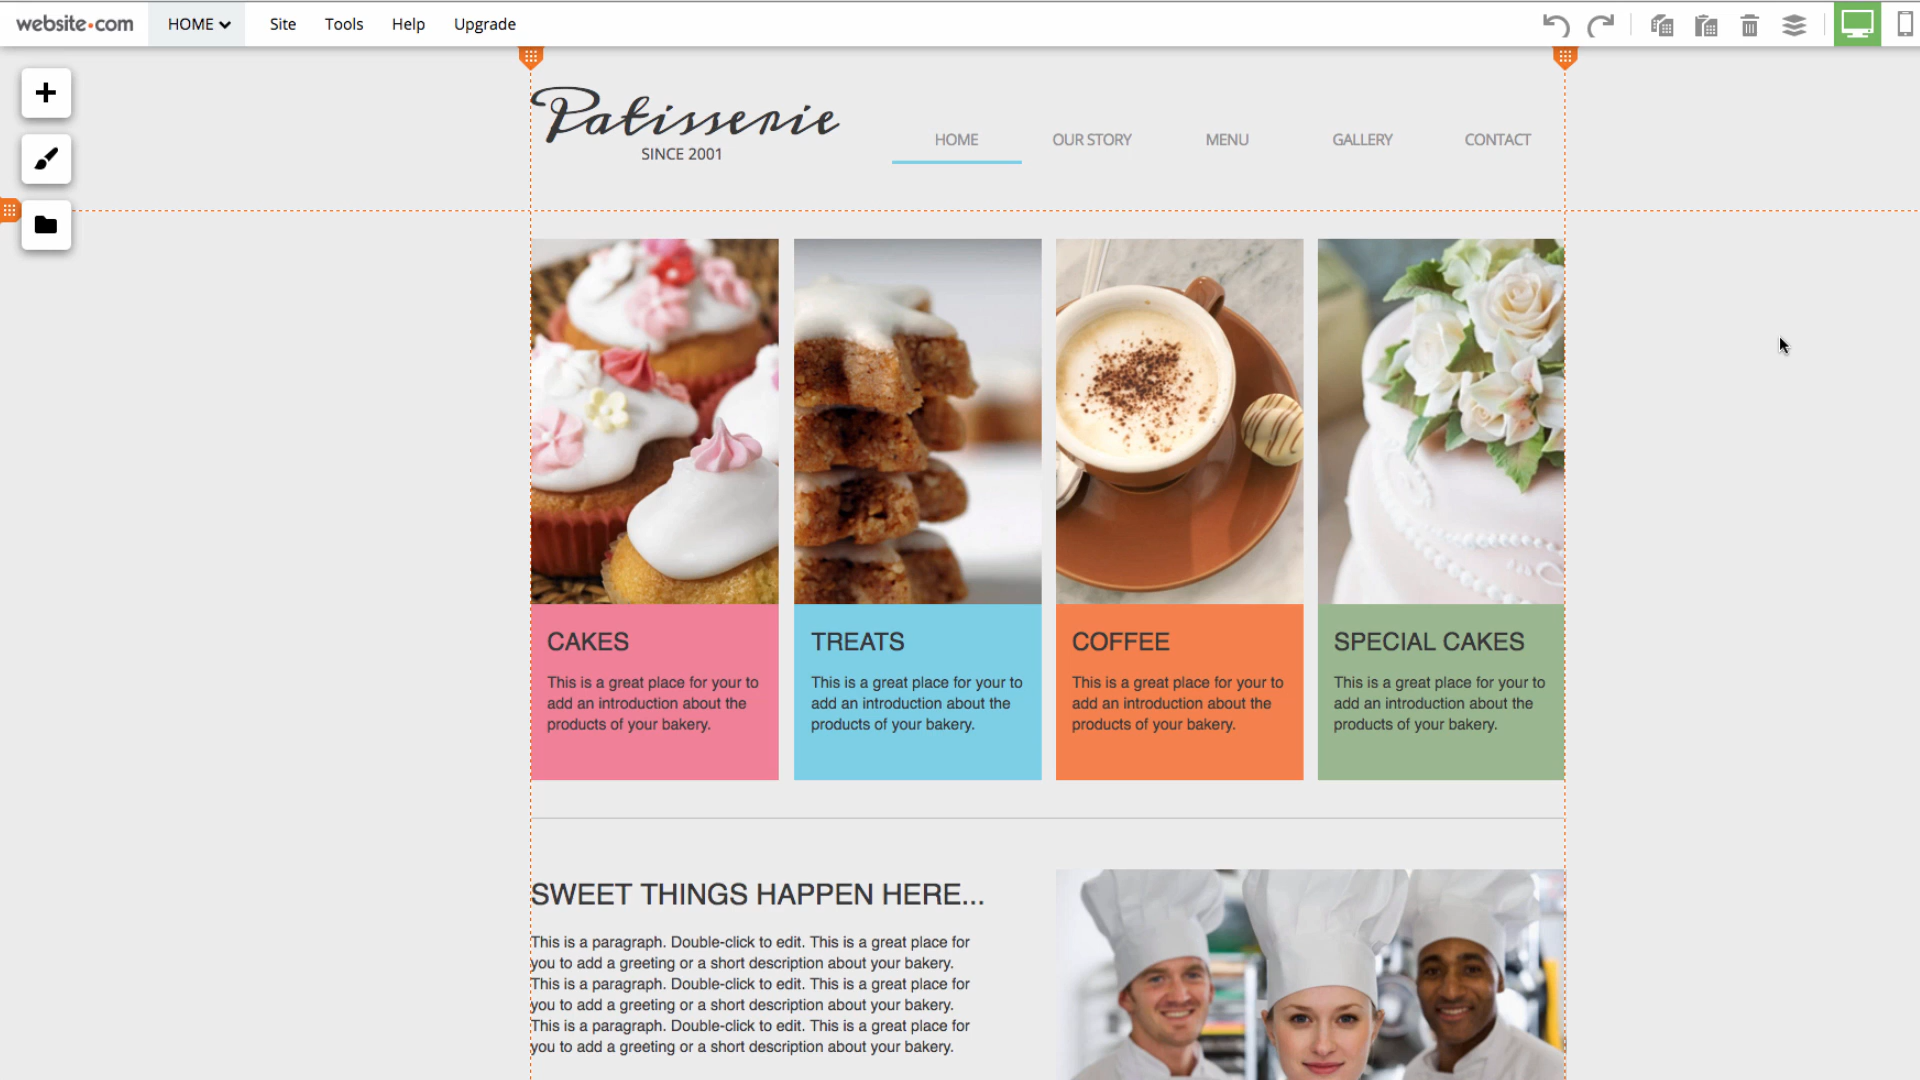 website.com
HOME
Site
Tools
Help
Upgrade
Patisserie
SINCE 2001
HOME
OUR STORY
MENU
GALLERY
CONTACT
CAKES
This is a great place for your to
add an introduction about the
products of your bakery.
TREATS
This is a great place for your to
add an introduction about the
products of your bakery.
COFFEE
This is a great place for your to
add an introduction about the
products of your bakery.
SPECIAL CAKES
This is a great place for your to
add an introduction about the
products of your bakery.
SWEET THINGS HAPPEN HERE...
This is a paragraph. Double-click to edit. This is a great place for
you to add a greeting or a short description about your bakery.
This is a paragraph. Double-click to edit. This is a great place for
you to add a greeting or a short description about your bakery.
This is a paragraph. Double-click to edit. This is a great place for
you to add a greeting or a short description about your bakery.